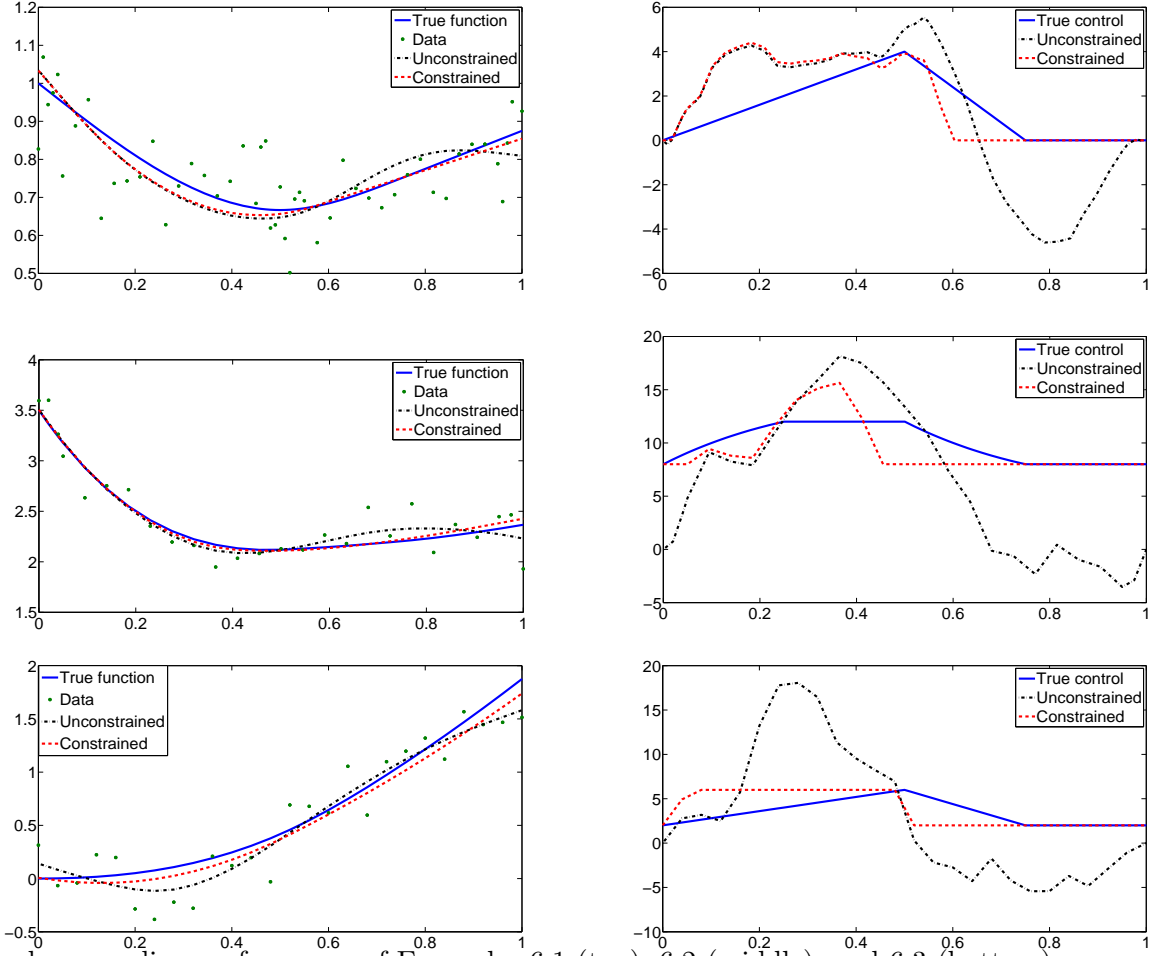 1.2
1.1
1
0.9
0.8
0.7
0.6
0.5
0 0.2 0.4 0.6 0.8 1
True function
Data
Unconstrained
Constrained
6
4
2
0
−2
−4
−6
0 0.2 0.4 0.6 0.8 1
True control
Unconstrained
Constrained
4
3.5
3
2.5
2
1.5
0 0.2 0.4 0.6 0.8 1
True function
Data
Unconstrained
Constrained
20
15
10
5
0
−5
0 0.2 0.4 0.6 0.8 1
True control
Unconstrained
Constrained
2
1.5
1
0.5
0
−0.5
0 0.2 0.4 0.6 0.8 1
True function
Data
Unconstrained
Constrained
20
15
10
5
0
−5
−10
0 0.2 0.4 0.6 0.8 1
True control
Unconstrained
Constrained